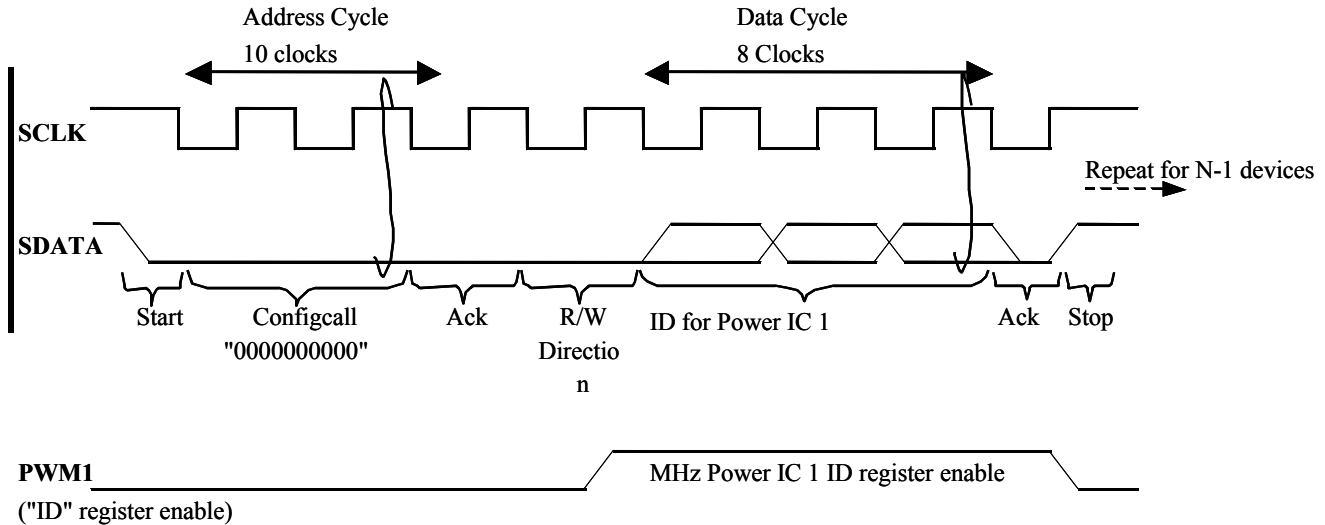 Address Cycle
10 clocks
Data Cycle
8 Clocks
SCLK
Repeat for N-1 devices
SDATA
Start
Configcall
"0000000000"
Ack
R/W
Directio
n
ID for Power IC 1
Ack
Stop
PWM1
MHz Power IC 1 ID register enable
("ID" register enable)